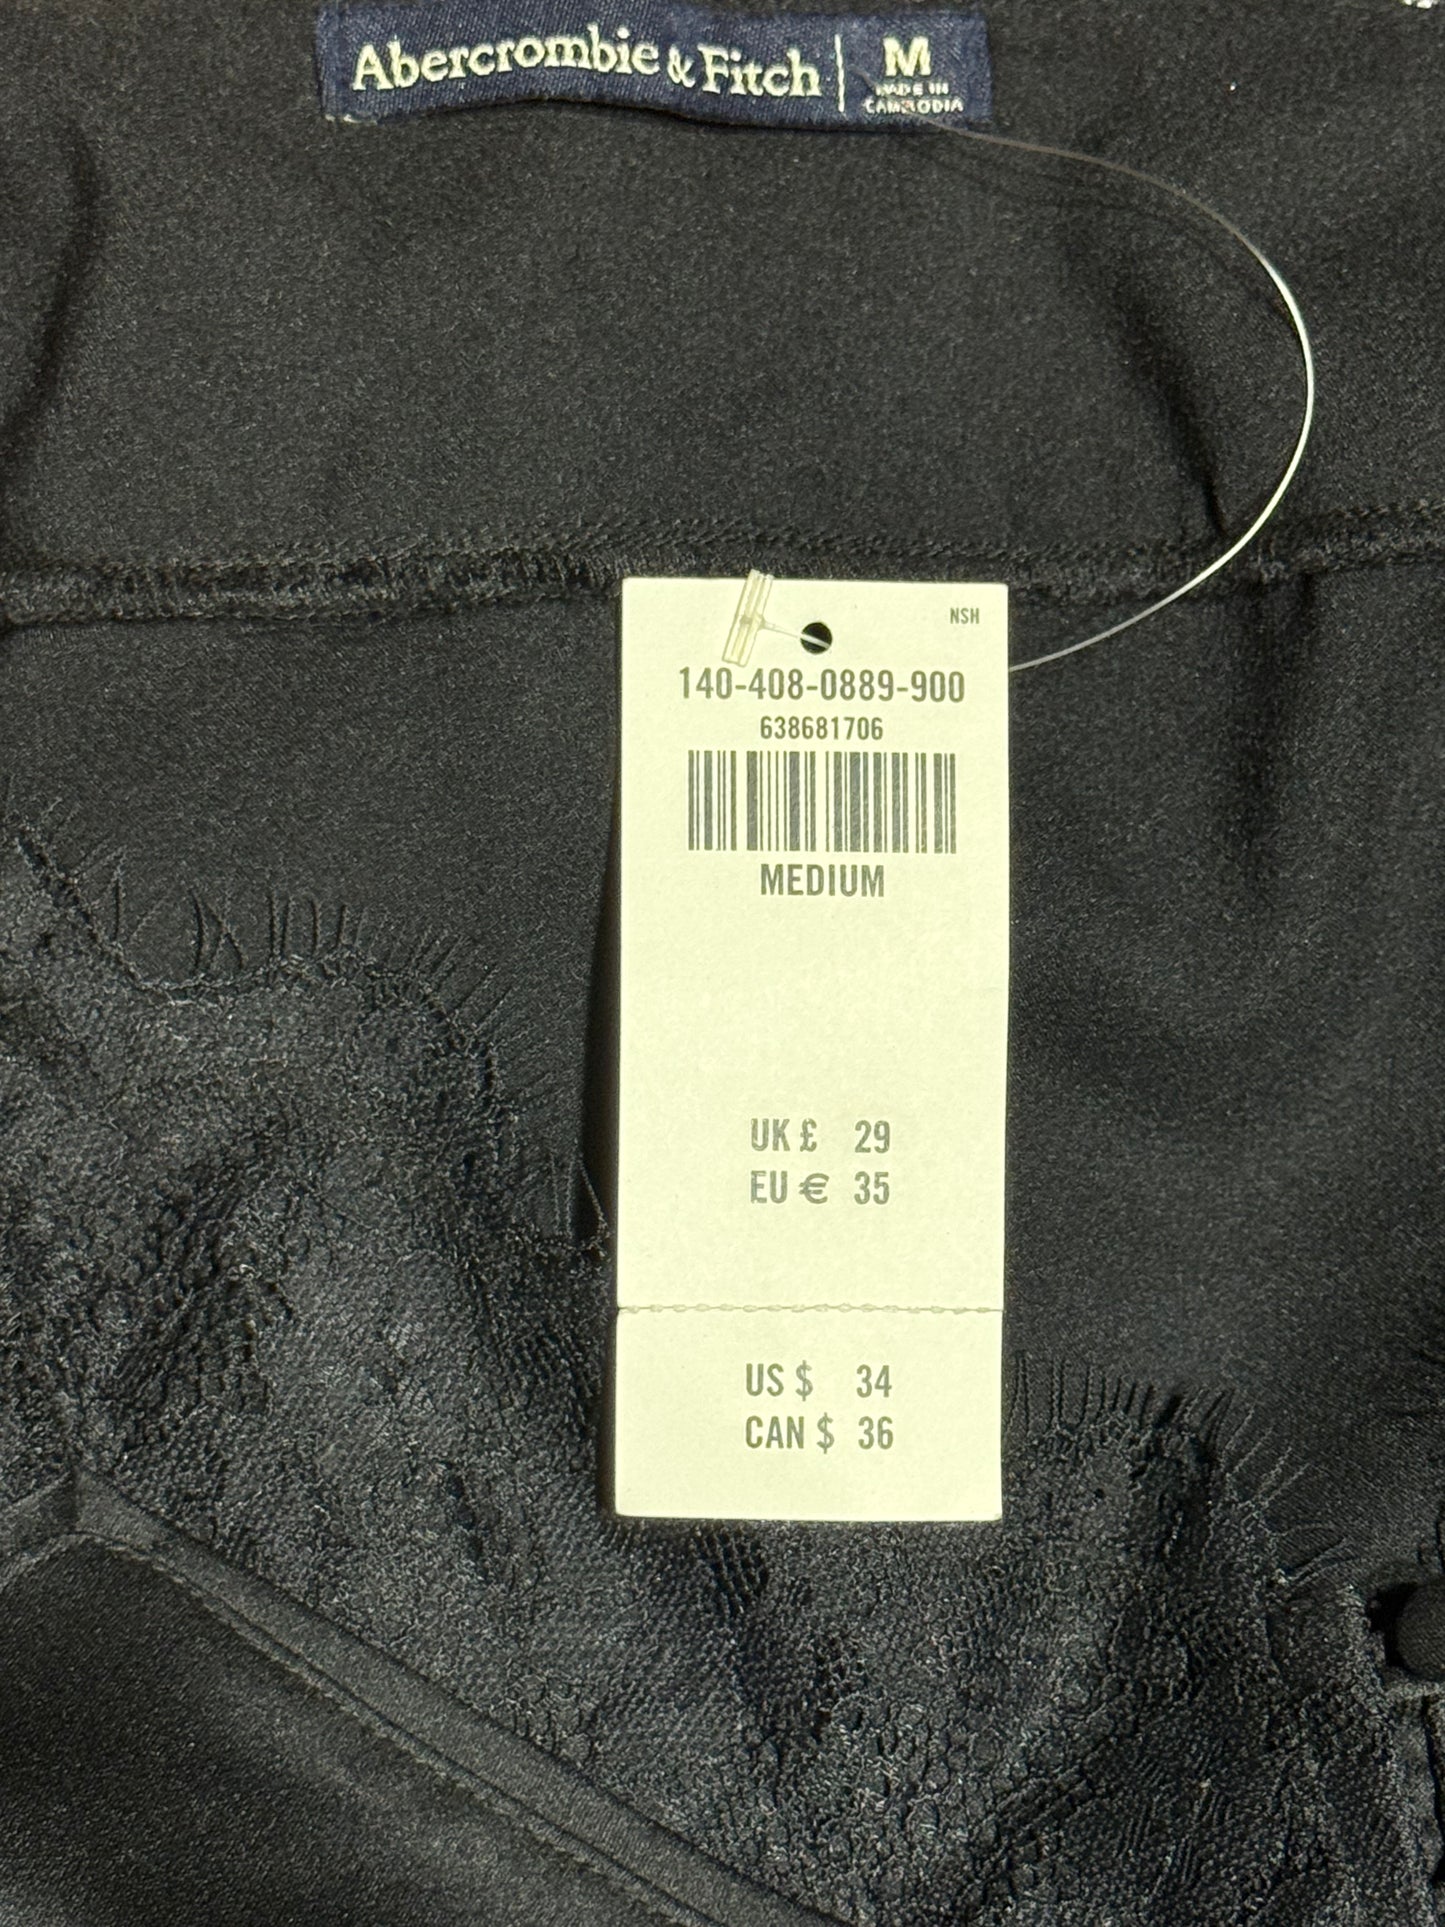 Abercrombie & Fitch | M
MADE IN
CAMBODIA
NSH
140-408-0889-900
638681706
MEDIUM
UK £ 29
EU € 35
US $ 34
CAN $ 36